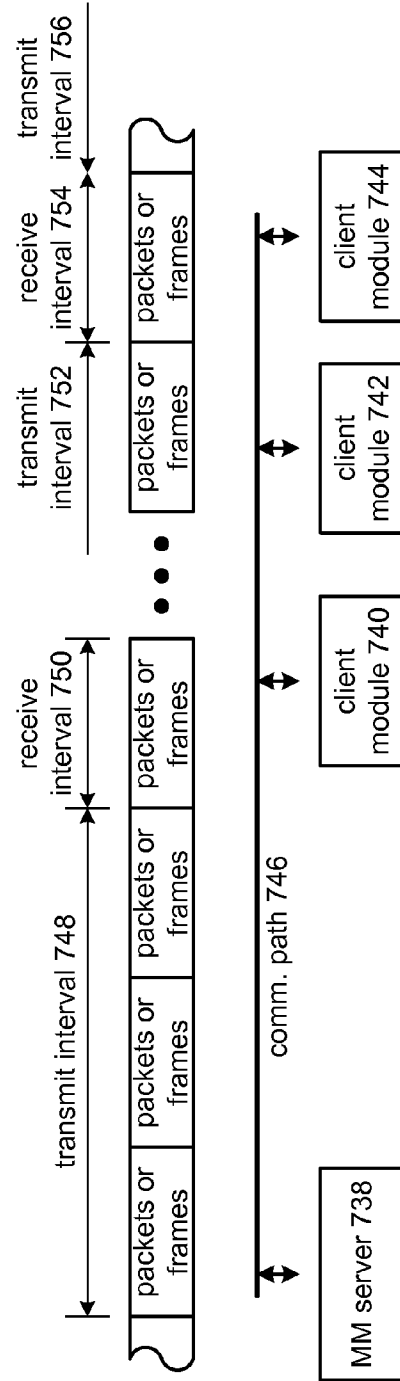 transmit interval 748
receive
interval 750
transmit
interval 752
receive
interval 754
transmit
interval 756
packets or
frames
packets or
frames
packets or
frames
packets or
frames
packets or
frames
packets or
frames
comm. path 746
MM server 738
client
module 740
client
module 742
client
module 744